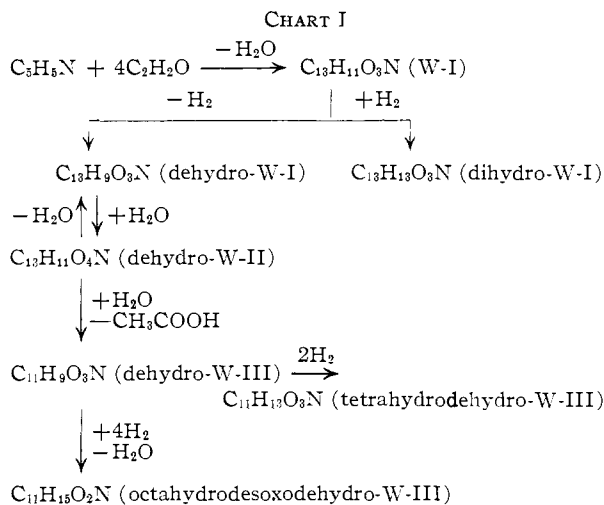 CHART I
C₅H₅N + 4C₂H₂O −H₂O C₁₃H₁₁O₃N (W-I)
−H₂ +H₂
C₁₃H₉O₃N (dehydro-W-I) C₁₃H₁₃O₃N (dihydro-W-I)
−H₂O +H₂O
C₁₃H₁₁O₄N (dehydro-W-II)
+H₂O
—CH₃COOH
C₁₁H₉O₃N (dehydro-W-III) 2H₂
C₁₁H₁₃O₃N (tetrahydrodehydro-W-III)
+4H₂
−H₂O
C₁₁H₁₅O₂N (octahydrodesoxodehydro-W-III)